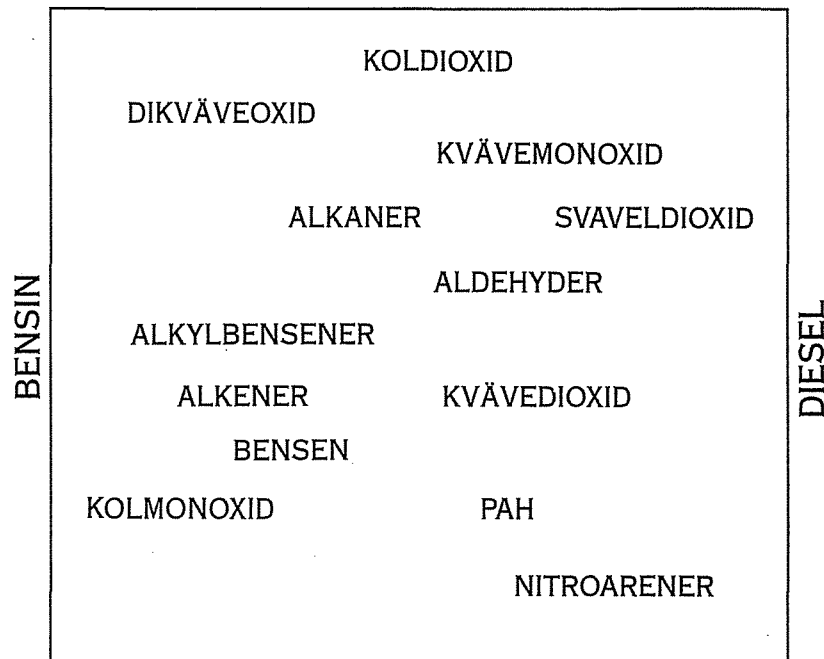 KOLDIOXID
DIKVÄVEOXID
KVÄVEMONOXID
ALKANER SVAVELDIOXID
ALDEHYDER
BENSIN
DIESEL
ALKYLBENSENER
ALKENER KVÄVEDIOXID
BENSEN
KOLMONOXID PAH
NITROARENER